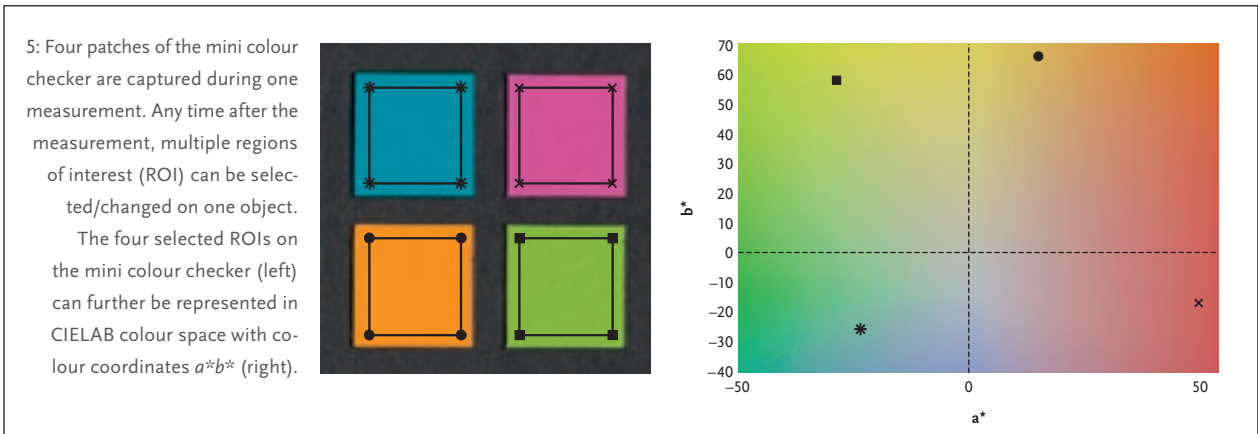 5: Four patches of the mini colour
checker are captured during one
measurement. Any time after the
measurement, multiple regions
of interest (ROI) can be selec-
ted/changed on one object.
The four selected ROIs on
the mini colour checker (left)
can further be represented in
CIELAB colour space with co-
lour coordinates a*b* (right).
70
60
50
40
30
20
10
0
−10
−20
−30
−40
b*
−50 0 50
a*